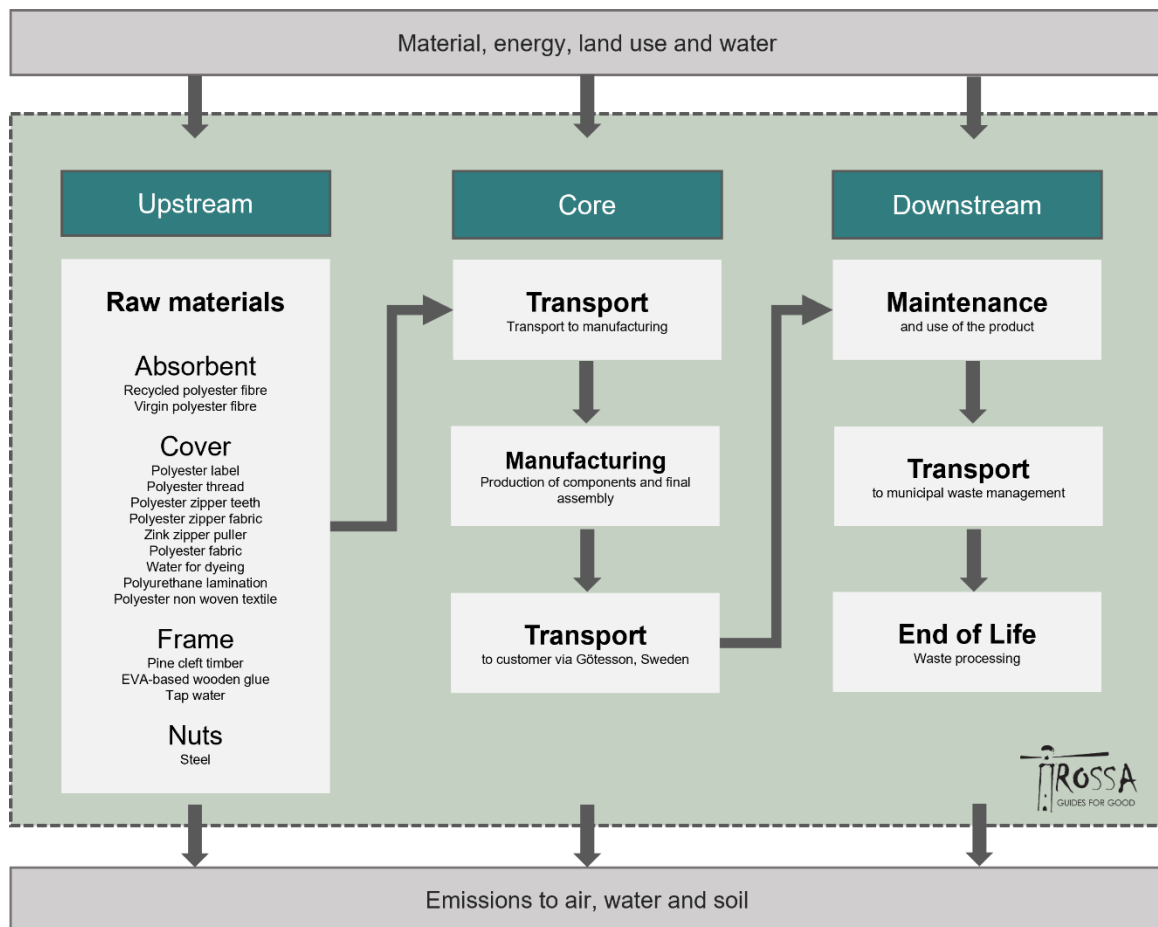 Material, energy, land use and water
Upstream
Core
Downstream
Raw materials
Absorbent
Recycled polyester fibre
Virgin polyester fibre
Cover
Polyester label
Polyester thread
Polyester zipper teeth
Polyester zipper fabric
Zink zipper puller
Polyester fabric
Water for dyeing
Polyurethane lamination
Polyester non woven textile
Frame
Pine cleft timber
EVA-based wooden glue
Tap water
Nuts
Steel
Transport
Transport to manufacturing
Manufacturing
Production of components and final
assembly
Transport
to customer via Götesson, Sweden
Maintenance
and use of the product
Transport
to municipal waste management
End of Life
Waste processing
TROSSA
GUIDES FOR GOOD
Emissions to air, water and soil